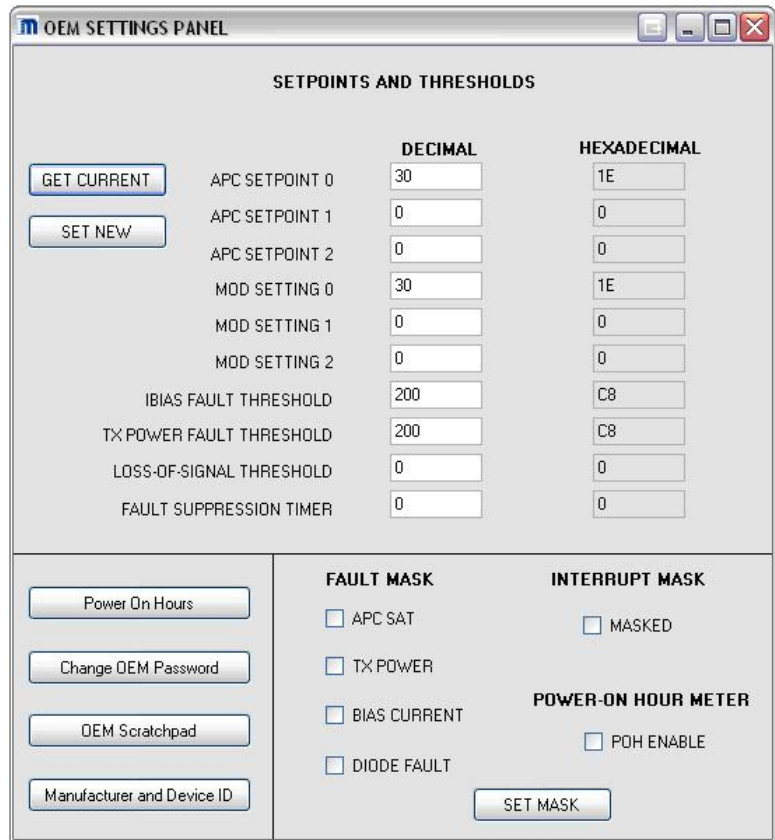 m OEM SETTINGS PANEL
SETPOINTS AND THRESHOLDS
DECIMAL HEXADECIMAL
GET CURRENT APC SETPOINT 0 30 1E
APC SETPOINT 1 0 0
SET NEW
APC SETPOINT 2 0 0
MOD SETTING 0 30 1E
MOD SETTING 1 0 0
MOD SETTING 2 0 0
IBIAS FAULT THRESHOLD 200 C8
TX POWER FAULT THRESHOLD 200 C8
LOSS-OF-SIGNAL THRESHOLD 0 0
FAULT SUPPRESSION TIMER 0 0
Power On Hours
Change OEM Password
OEM Scratchpad
Manufacturer and Device ID
FAULT MASK
APC SAT
TX POWER
BIAS CURRENT
DIODE FAULT
INTERRUPT MASK
MASKED
POWER-ON HOUR METER
POH ENABLE
SET MASK